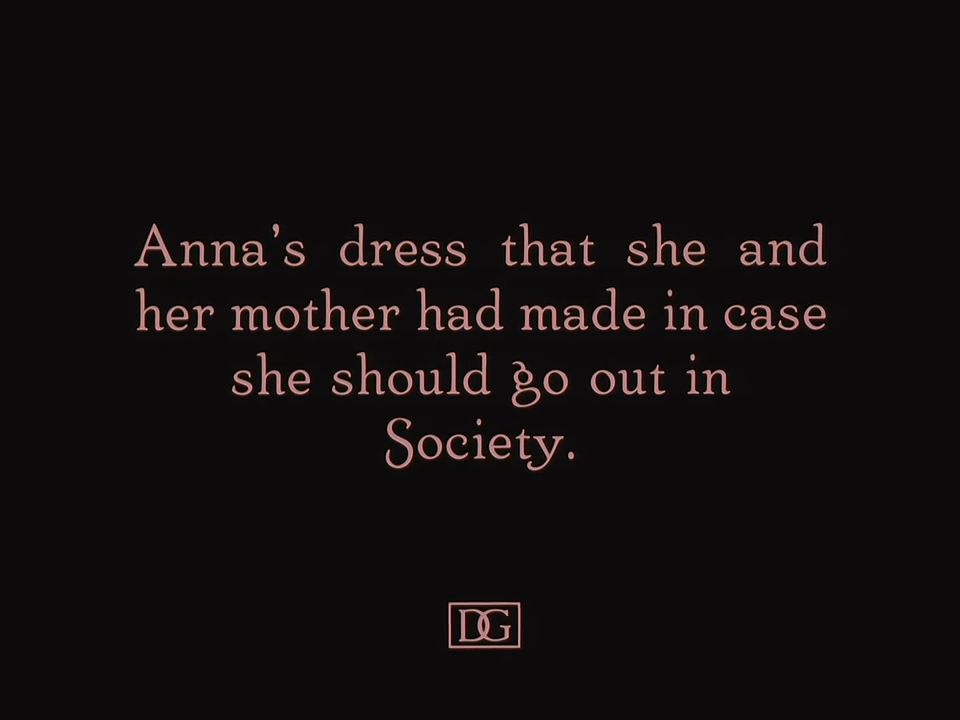 Anna's dress that she and
her mother had made in case
she should go out in
Society.
DG